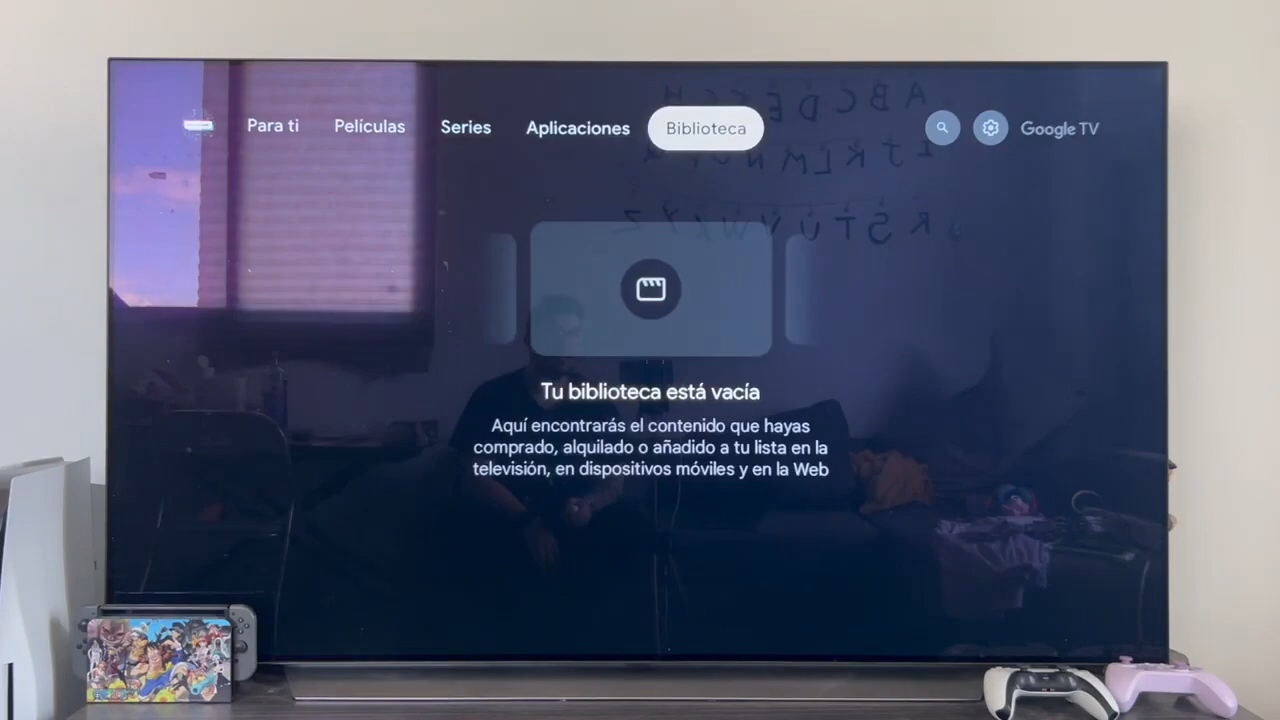 Para ti
Películas
Series
Aplicaciones
Biblioteca
Google TV
Tu biblioteca está vacía
Aquí encontrarás el contenido que hayas
comprado, alquilado o añadido a tu lista en la
televisión, en dispositivos móviles y en la Web